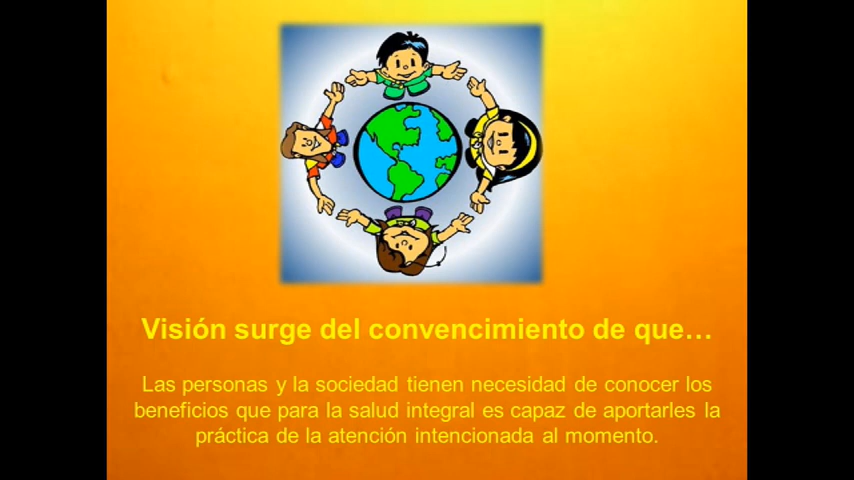 Visión surge del convencimiento de que…
Las personas y la sociedad tienen necesidad de conocer los
beneficios que para la salud integral es capaz de aportarles la
práctica de la atención intencionada al momento.